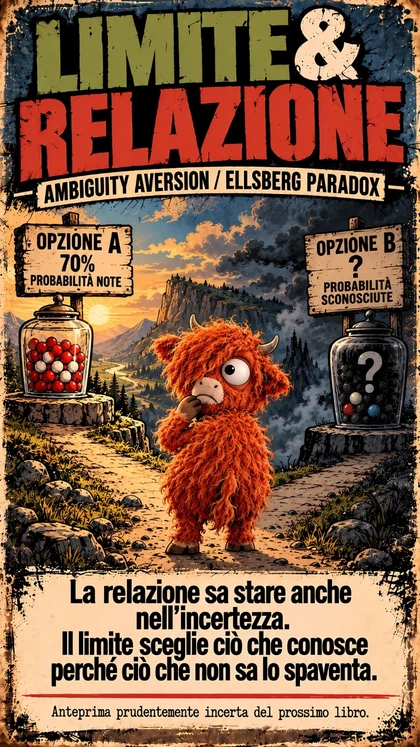 LIMITE&
RELAZIONE
AMBIGUITY AVERSION / ELLSBERG PARADOX
OPZIONE A
70%
PROBABILITÀ NOTE
OPZIONE B
?
PROBABILITÀ
SCONOSCIUTE
?
La relazione sa stare anche
nell'incertezza.
Il limite sceglie ciò che conosce
perché ciò che non sa lo spaventa.
Anteprima prudentemente incerta del prossimo libro.